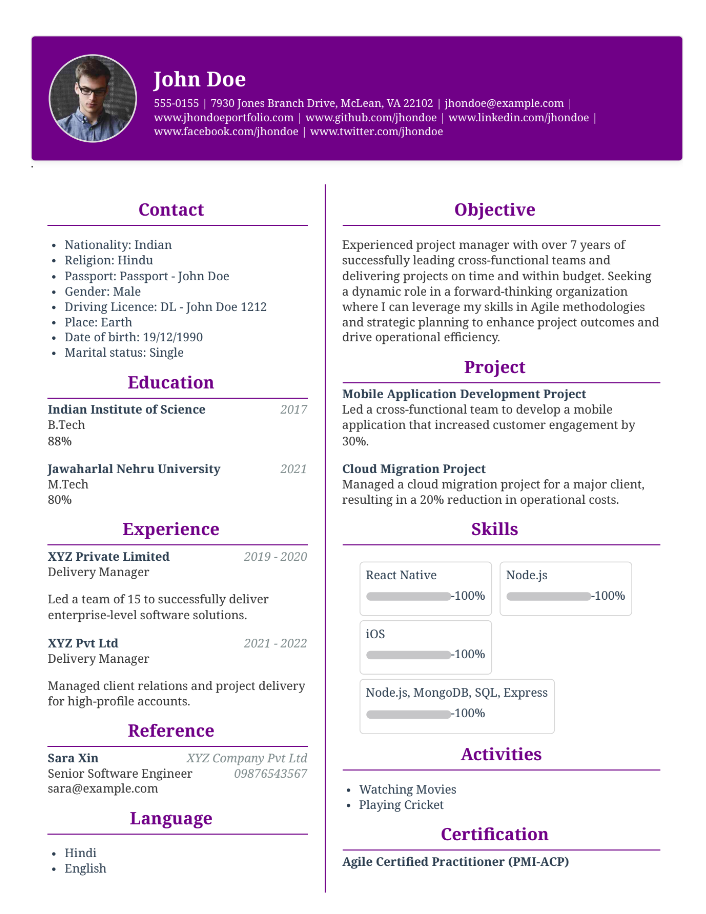 John Doe
555-0155 | 7930 Jones Branch Drive, McLean, VA 22102 | jhondoe@example.com |
www.jhondoeportfolio.com | www.github.com/jhondoe | www.linkedin.com/jhondoe |
www.facebook.com/jhondoe | www.twitter.com/jhondoe
Contact
• Nationality: Indian
• Religion: Hindu
• Passport: Passport - John Doe
• Gender: Male
• Driving Licence: DL - John Doe 1212
• Place: Earth
• Date of birth: 19/12/1990
• Marital status: Single
Education
Indian Institute of Science 2017
B.Tech
88%
Jawaharlal Nehru University 2021
M.Tech
80%
Experience
XYZ Private Limited 2019 - 2020
Delivery Manager
Led a team of 15 to successfully deliver
enterprise-level software solutions.
XYZ Pvt Ltd 2021 - 2022
Delivery Manager
Managed client relations and project delivery
for high-profile accounts.
Reference
Sara Xin XYZ Company Pvt Ltd
Senior Software Engineer 09876543567
sara@example.com
Language
• Hindi
• English
Objective
Experienced project manager with over 7 years of
successfully leading cross-functional teams and
delivering projects on time and within budget. Seeking
a dynamic role in a forward-thinking organization
where I can leverage my skills in Agile methodologies
and strategic planning to enhance project outcomes and
drive operational efficiency.
Project
Mobile Application Development Project
Led a cross-functional team to develop a mobile
application that increased customer engagement by
30%.
Cloud Migration Project
Managed a cloud migration project for a major client,
resulting in a 20% reduction in operational costs.
Skills
React Native
-100%
Node.js
-100%
iOS
-100%
Node.js, MongoDB, SQL, Express
-100%
Activities
• Watching Movies
• Playing Cricket
Certification
Agile Certified Practitioner (PMI-ACP)